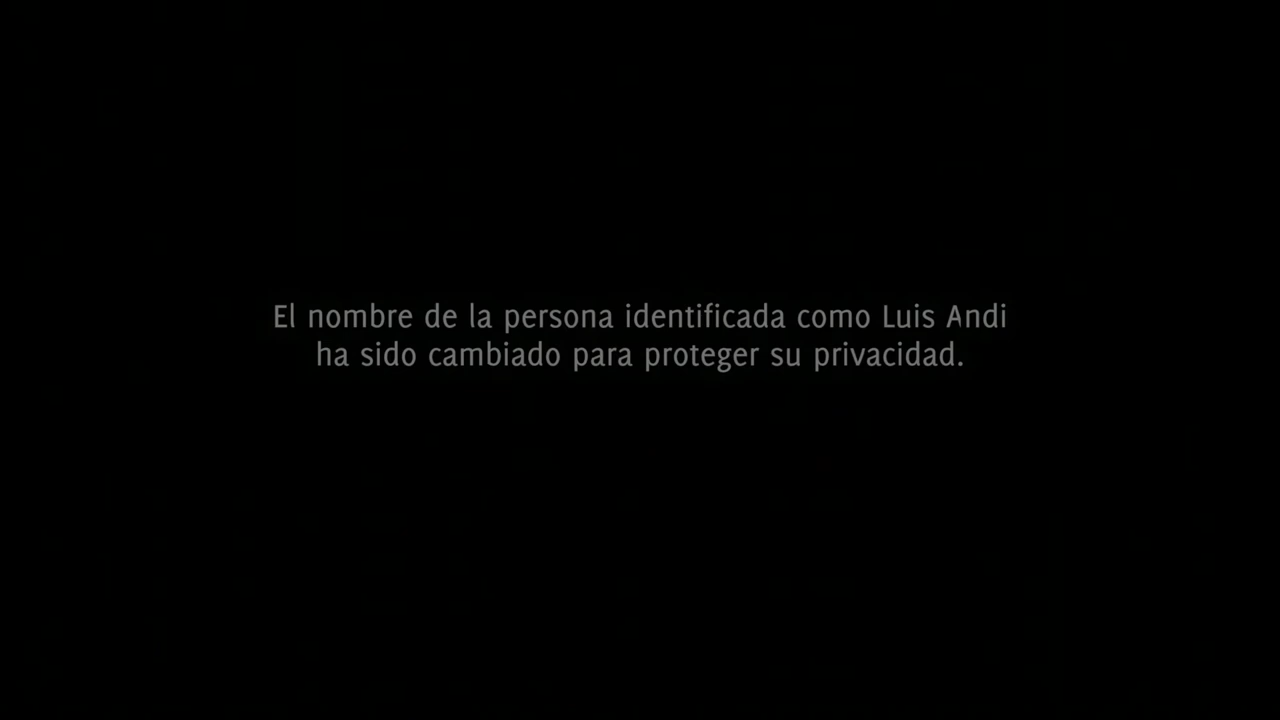 El nombre de la persona identificada como Luis Andi
ha sido cambiado para proteger su privacidad.